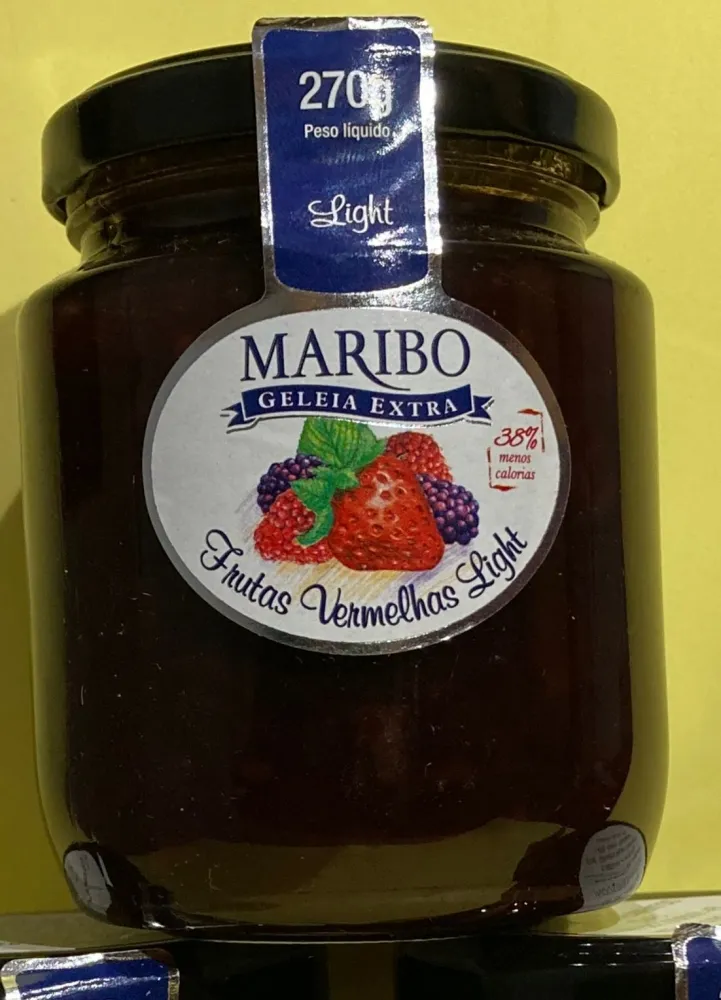 270g
Peso líquido
Light
MARIBO
GELEIA EXTRA
38%
menos
calorias
Frutas Vermelhas Light